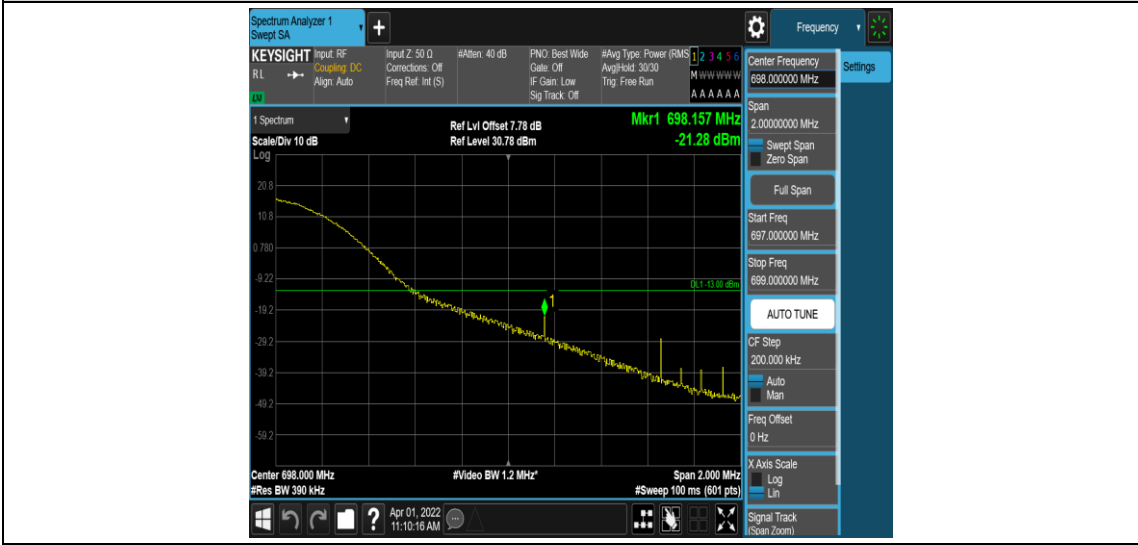 Spectrum Analyzer 1
Swept SA
+
Frequency
KEYSIGHT
RL
LXI
Input: RF
Coupling: DC
Align: Auto
Input Z: 50 Ω
Corrections: Off
Freq Ref: Int (S)
#Atten: 40 dB
PNO: Best Wide
Gate: Off
IF Gain: Low
Sig Track: Off
#Avg Type: Power (RMS
Avg|Hold: 30/30
Trig: Free Run
1 2 3 4 5 6
M W W W W W
A A A A A A
1 Spectrum
Scale/Div 10 dB
Log
Ref Lvl Offset 7.78 dB
Ref Level 30.78 dBm
Mkr1 698.157 MHz
-21.28 dBm
20.8
10.8
0.780
-9.22
-19.2
-29.2
-39.2
-49.2
-59.2
DL1 -13.00 dBm
1
Center 698.000 MHz
#Res BW 390 kHz
#Video BW 1.2 MHz*
Span 2.000 MHz
#Sweep 100 ms (601 pts)
?
Apr 01, 2022
11:10:16 AM
Center Frequency
698.000000 MHz
Span
2.00000000 MHz
Swept Span
Zero Span
Full Span
Start Freq
697.000000 MHz
Stop Freq
699.000000 MHz
AUTO TUNE
CF Step
200.000 kHz
Auto
Man
Freq Offset
0 Hz
X Axis Scale
Log
Lin
Signal Track
(Span Zoom)
Settings